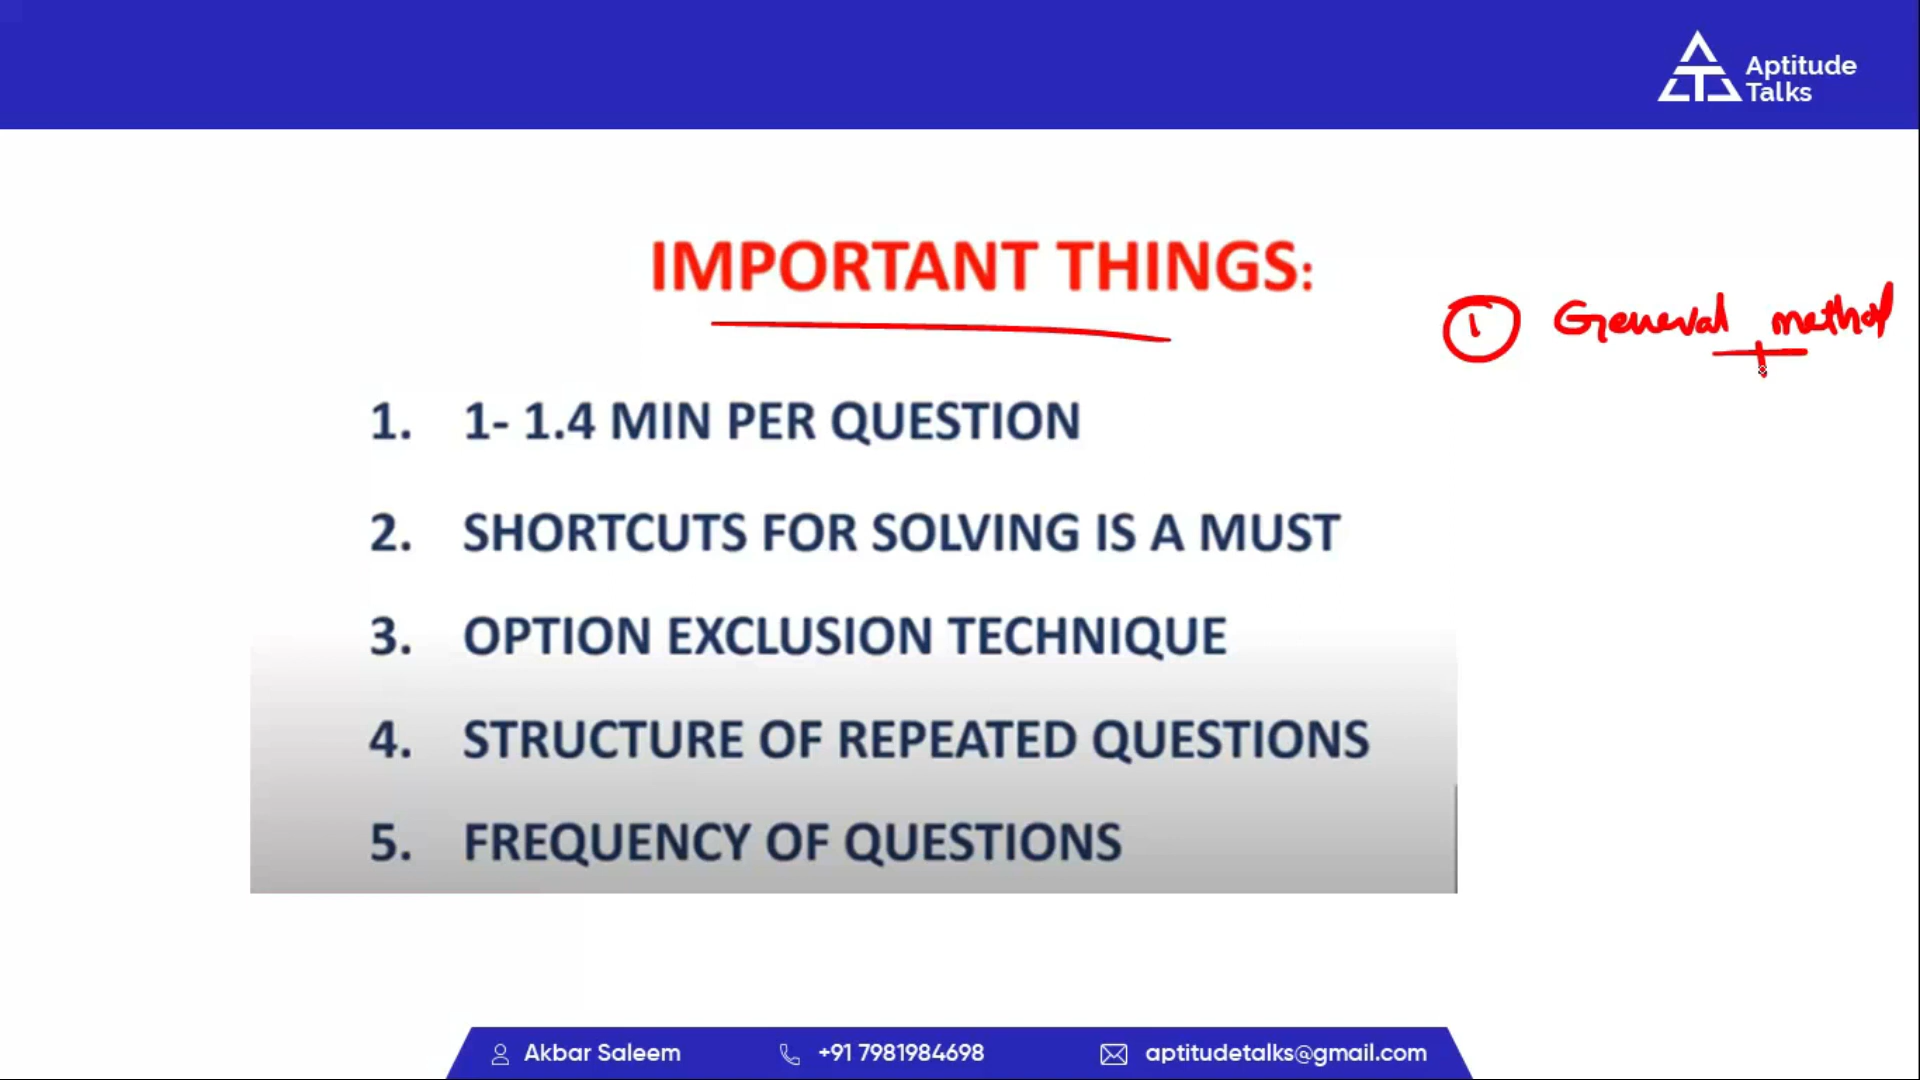 Aptitude
Talks
IMPORTANT THINGS:
① General method
1. 1- 1.4 MIN PER QUESTION
2. SHORTCUTS FOR SOLVING IS A MUST
3. OPTION EXCLUSION TECHNIQUE
4. STRUCTURE OF REPEATED QUESTIONS
5. FREQUENCY OF QUESTIONS
Akbar Saleem +91 7981984698 aptitudetalks@gmail.com